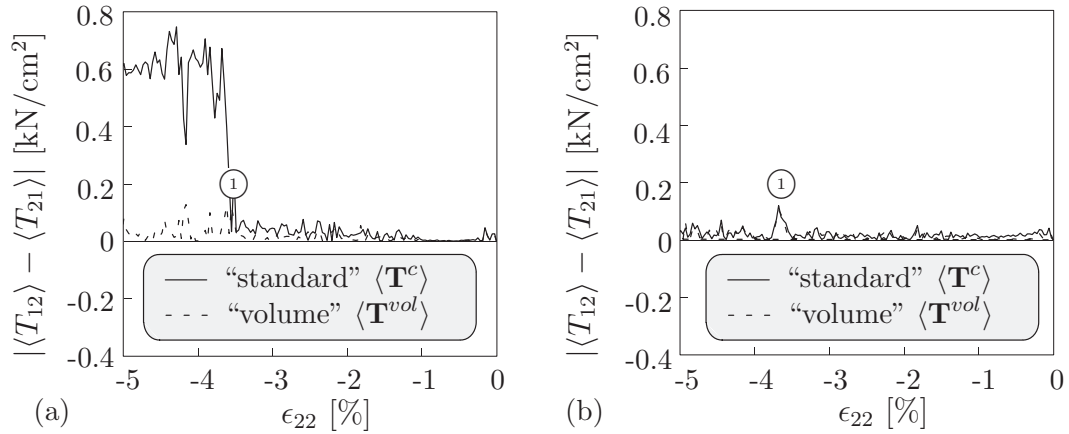 |⟨T12⟩ − ⟨T21⟩| [kN/cm²]
0.8
0.6
0.4
0.2
0
-0.2
-0.4
1
“standard” ⟨T^c⟩
“volume” ⟨T^vol⟩
-5 -4 -3 -2 -1 0
(a)
ϵ22 [%]
|⟨T12⟩ − ⟨T21⟩| [kN/cm²]
0.8
0.6
0.4
0.2
0
-0.2
-0.4
1
“standard” ⟨T^c⟩
“volume” ⟨T^vol⟩
-5 -4 -3 -2 -1 0
(b)
ϵ22 [%]